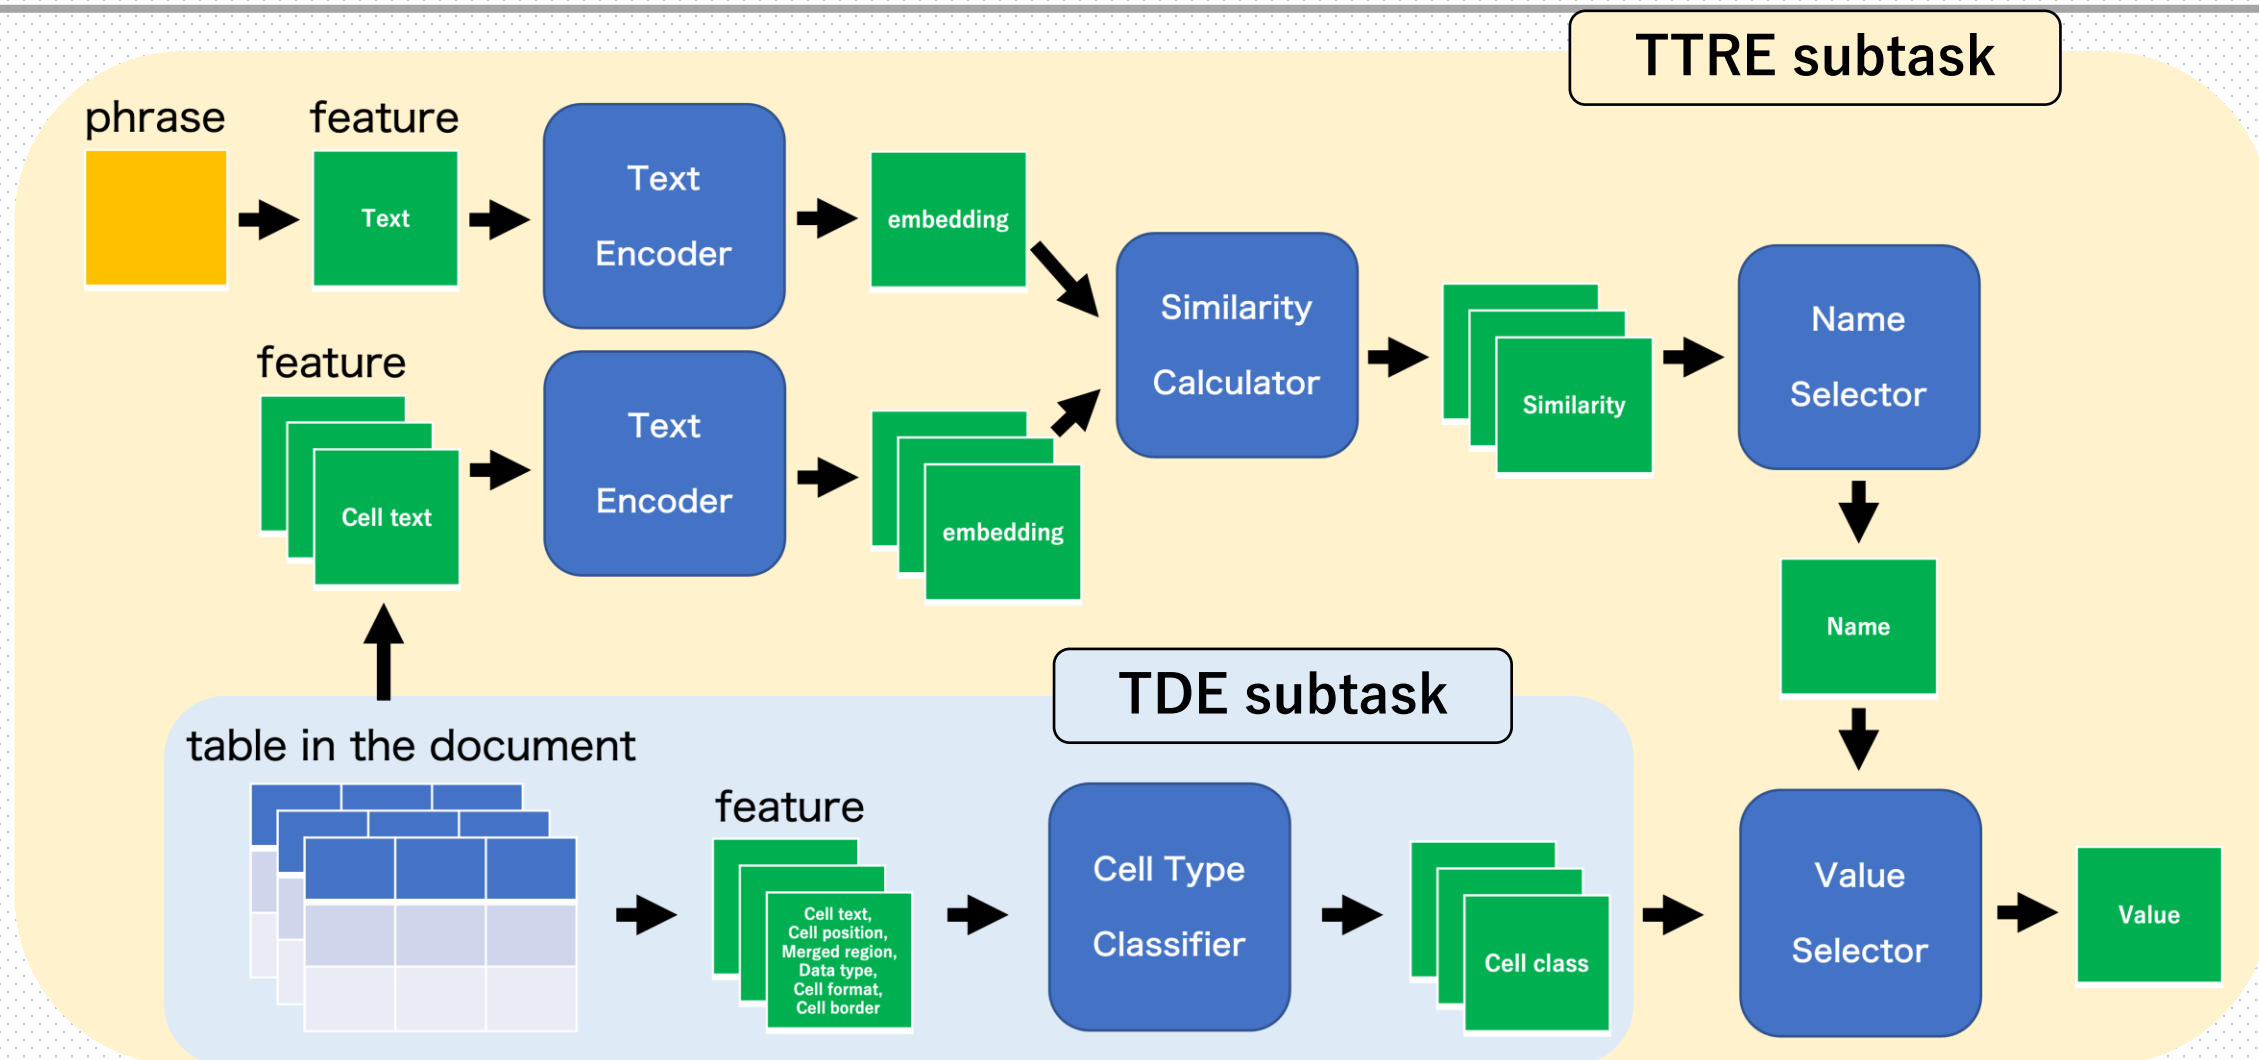 TTRE subtask
phrase
feature
Text
Text
Encoder
embedding
Similarity
Calculator
Similarity
Name
Selector
feature
Cell text
Text
Encoder
embedding
Name
TDE subtask
table in the document
feature
Cell text,
Cell position,
Merged region,
Data type,
Cell format,
Cell border
Cell Type
Classifier
Cell class
Value
Selector
Value